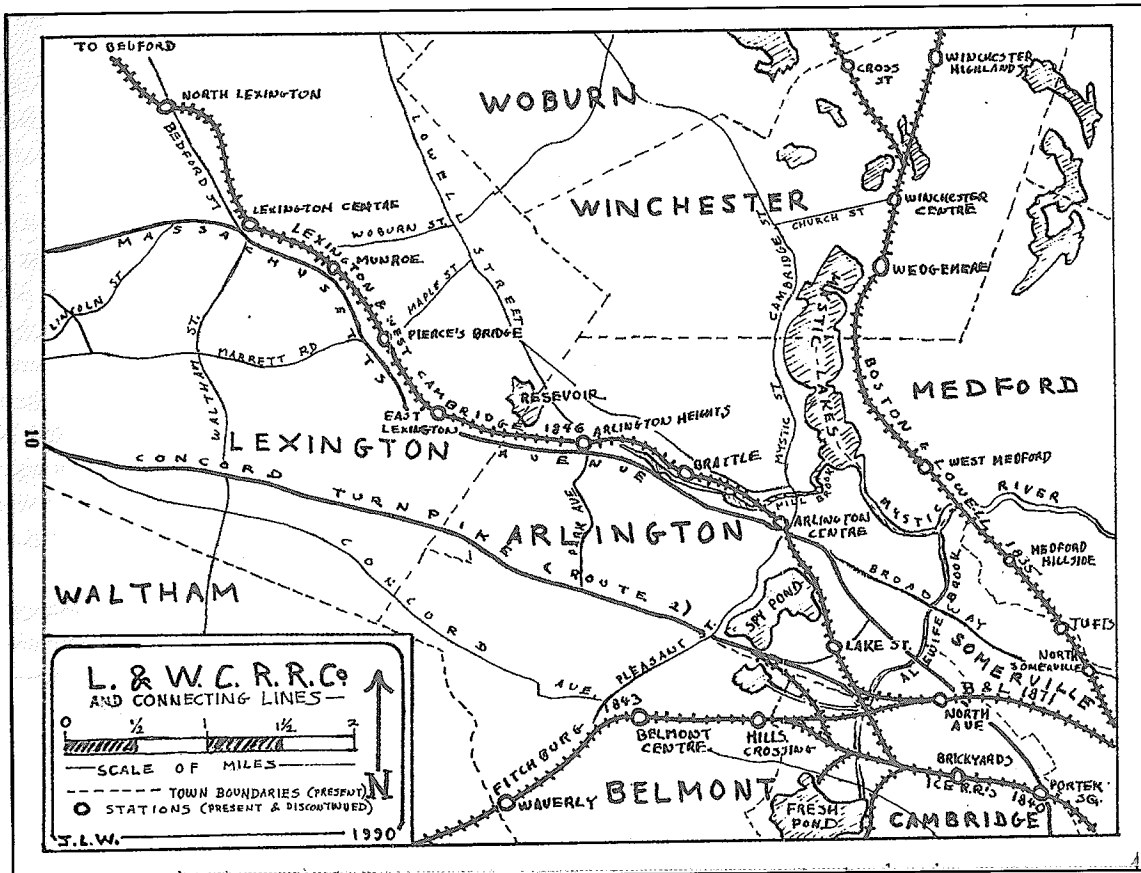 TO BEDFORD
NORTH LEXINGTON
BEDFORD ST.
LEXINGTON CENTRE
MASSACHUSETTS
AVENUE
LEXINGTON & WEST CAMBRIDGE
1846
WOBURN ST.
MUNROE
MAPLE ST
PIERCE'S BRIDGE
LINCOLN ST
MARRETT RD
WALTHAM ST.
WALTHAM ST.
LOWELL
STREET
WOBURN
WINCHESTER
CROSS
ST
WINCHESTER
HIGHLANDS
CHURCH ST
WINCHESTER
CENTRE
WEDGEMERE
CAMBRIDGE ST
CAMBRIDGE
MYSTIC ST.
MYSTIC LAKES
BOSTON & LOWELL 1835
MEDFORD
RESEVOIR
EAST
LEXINGTON
ARLINGTON HEIGHTS
LEXINGTON
BRATTLE
MILL BROOK
WEST MEDFORD
MYSTIC
RIVER
10
CONCORD TURNPIKE (ROUTE 2)
ARLINGTON
PARK AVE
ARLINGTON
CENTRE
MEDFORD
HILLSIDE
BROADWAY
ALEWIFE BROOK
CONCORD
AVE.
WALTHAM
SPY POND
PLEASANT ST.
LAKE ST.
TUFTS
NORTH
SOMERVILLE
SOMERVILLE
B & L 1871
NORTH
AVE
FITCHBURG 1843
BELMONT
CENTRE
HILLS
CROSSING
BRICKYARDS
ICE R.R.'S
1840
PORTER
SQ.
WAVERLY
BELMONT
FRESH
POND
CAMBRIDGE
L. & W. C. R. R. Co
AND CONNECTING LINES—
0 ½ 1 1½ 2
—SCALE OF MILES—
N
---- TOWN BOUNDARIES (PRESENT)
O STATIONS (PRESENT & DISCONTINUED)
J.L.W. 1990